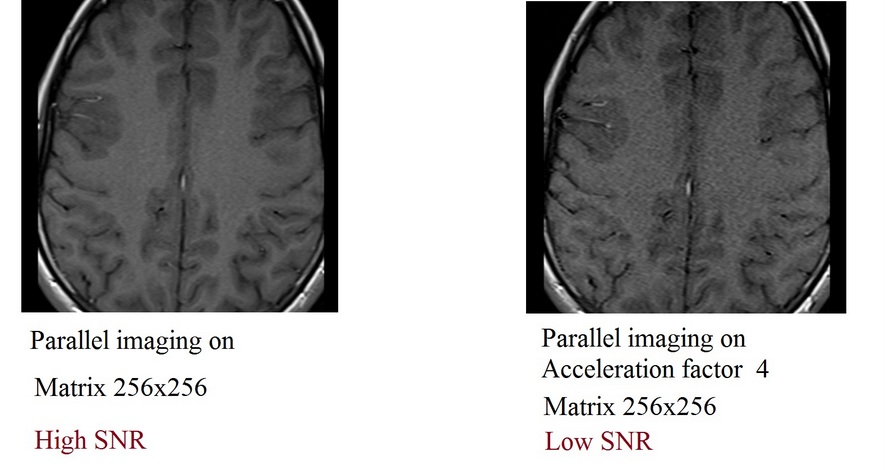 Parallel imaging on
Matrix 256x256
High SNR
Parallel imaging on
Acceleration factor 4
Matrix 256x256
Low SNR